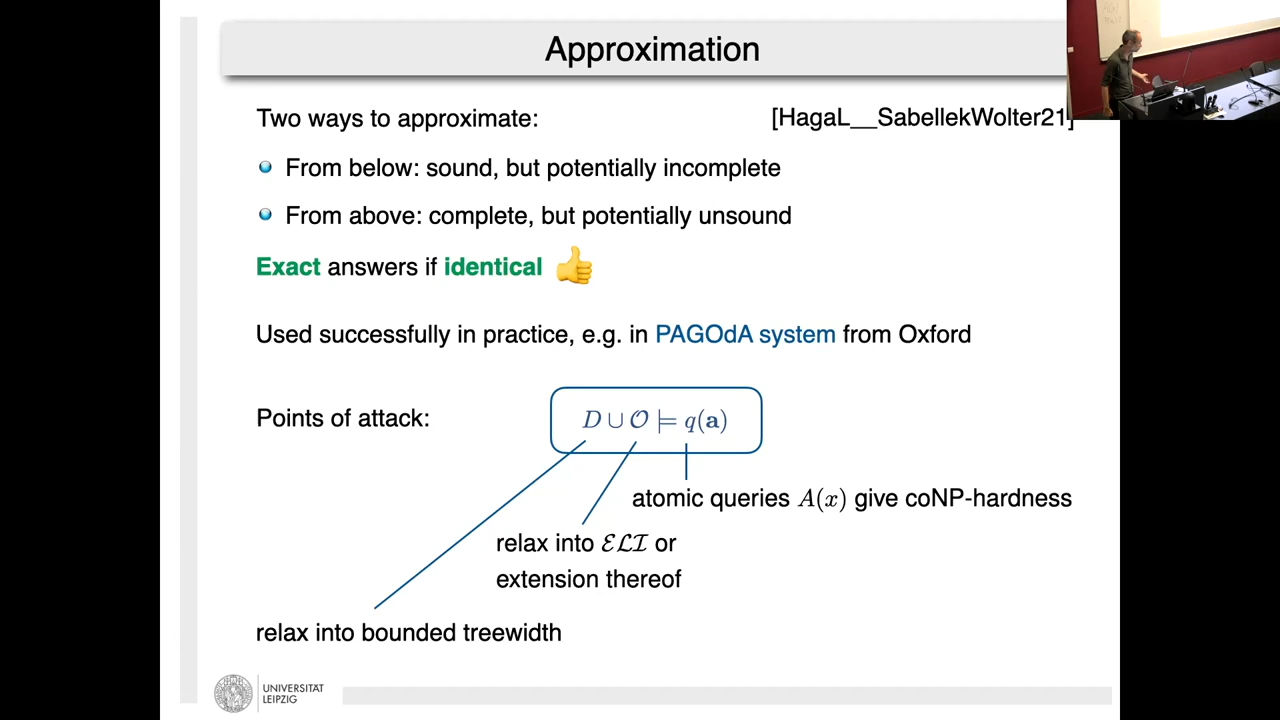 Approximation
Two ways to approximate: [HagaL__SabellekWolter21]
From below: sound, but potentially incomplete
From above: complete, but potentially unsound
Exact answers if identical 👍
Used successfully in practice, e.g. in PAGOdA system from Oxford
Points of attack: D ∪ 𝒪 ⊨ q(𝐚)
atomic queries A(x) give coNP-hardness
relax into ℰℒℐ or
extension thereof
relax into bounded treewidth
UNIVERSITÄT
LEIPZIG